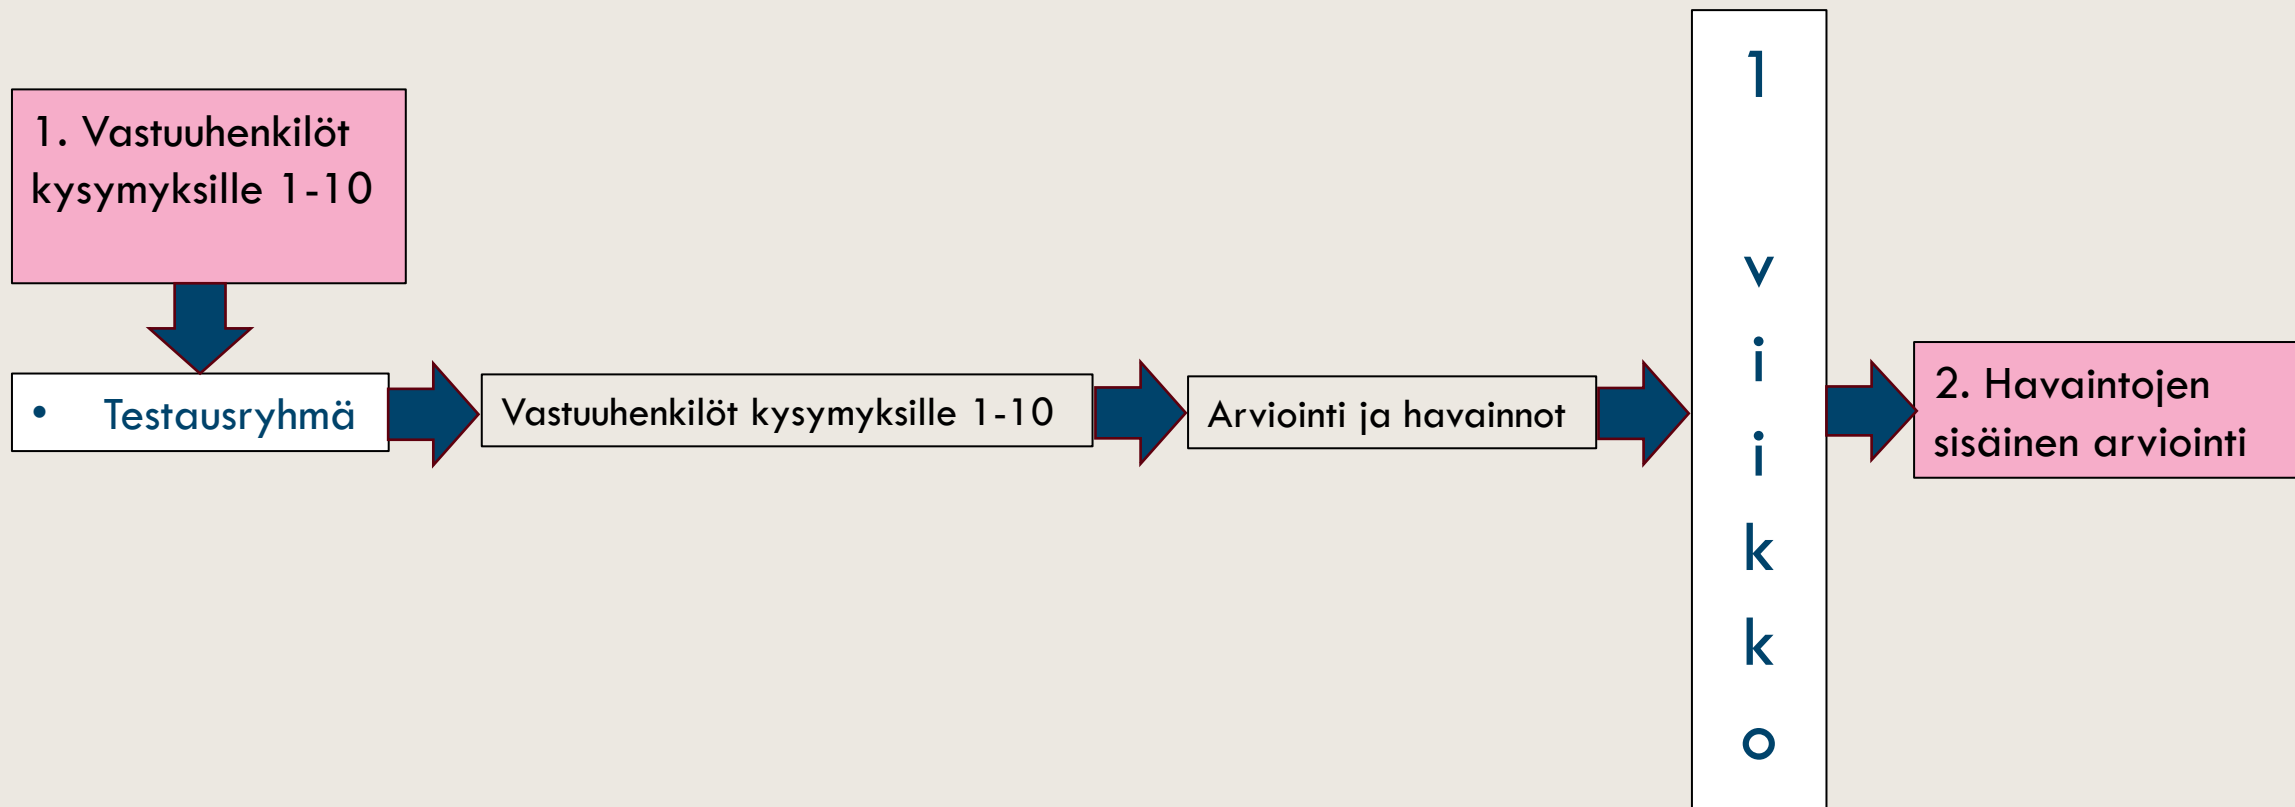 1. Vastuuhenkilöt
kysymyksille 1-10
• Testausryhmä
Vastuuhenkilöt kysymyksille 1-10
Arviointi ja havainnot
1
v
i
i
k
k
o
2. Havaintojen
sisäinen arviointi